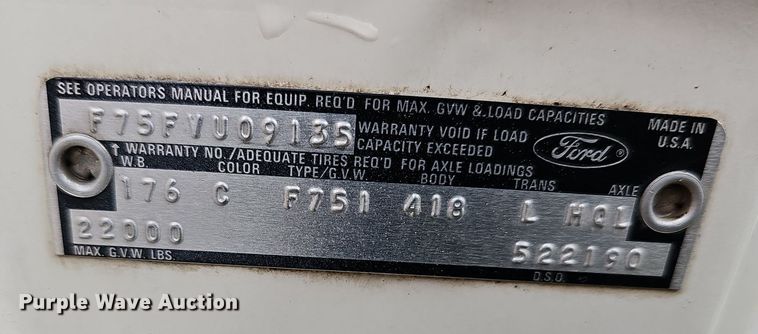 SEE OPERATORS MANUAL FOR EQUIP. REQ'D FOR MAX. GVW & LOAD CAPACITIES
F75FVU09135
WARRANTY VOID IF LOAD
CAPACITY EXCEEDED
Ford
®
MADE IN
U.S.A.
↑ WARRANTY NO./ADEQUATE TIRES REQ'D FOR AXLE LOADINGS
W.B. COLOR TYPE/G.V.W. BODY TRANS AXLE
176 C F751 418 L HQL
22000 522190
MAX. G.V.W. LBS D.S.O.
Purple Wave Auction